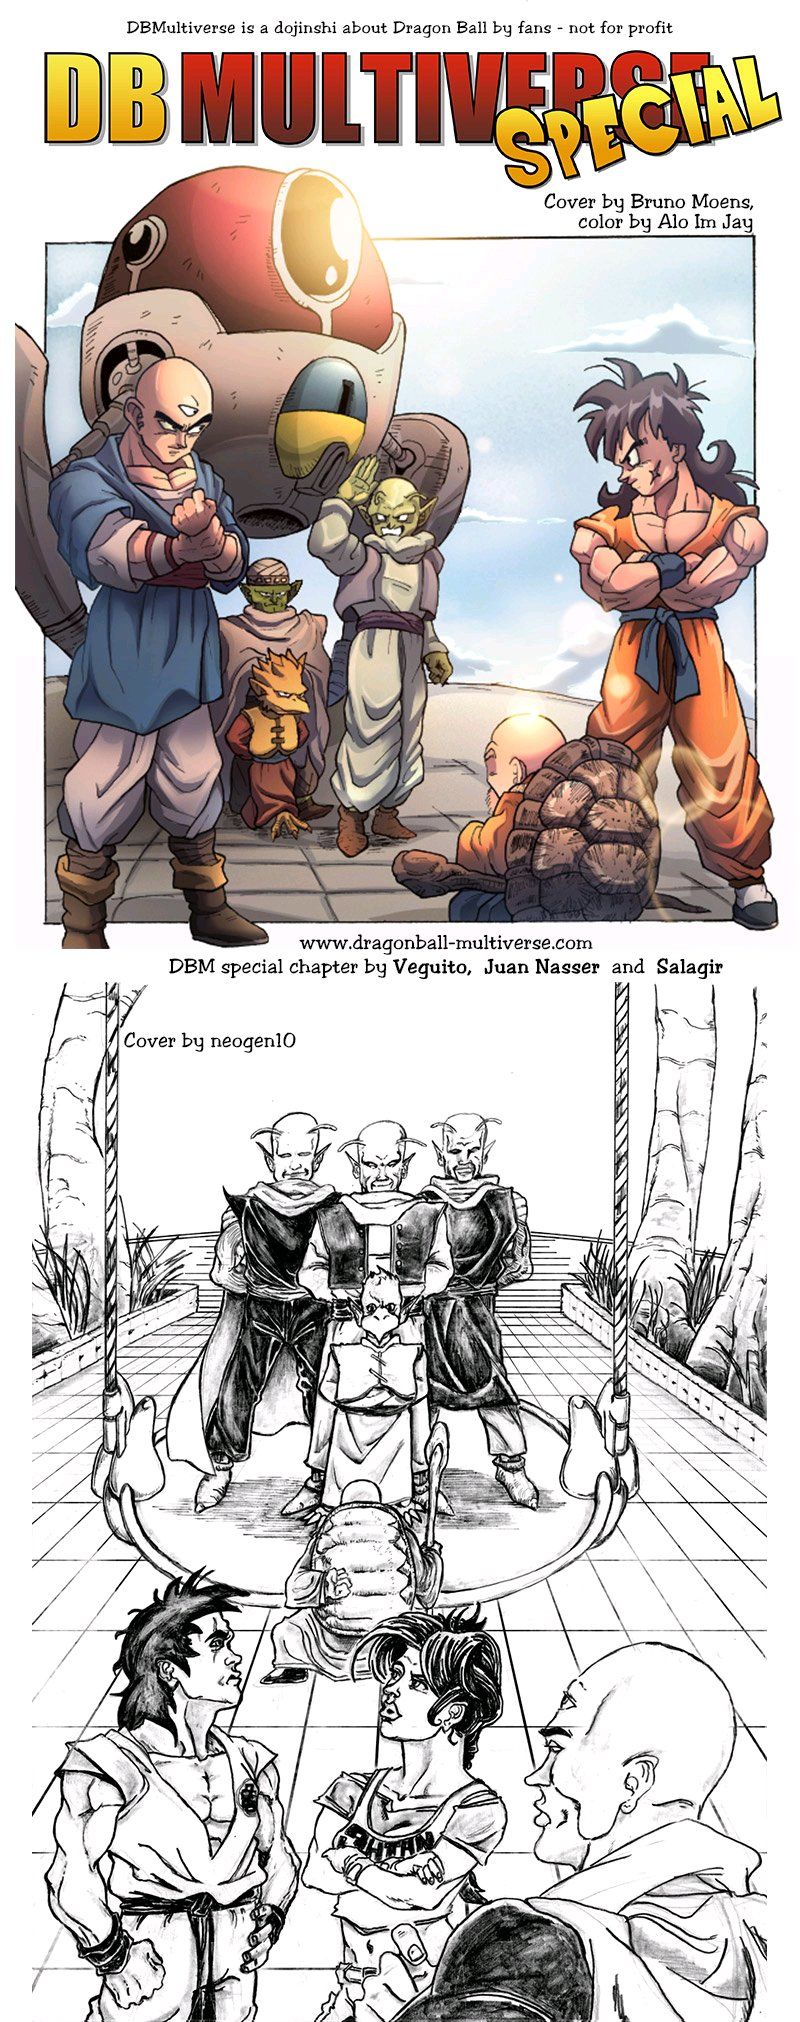 DBMultiverse is a dojinshi about Dragon Ball by fans - not for profit
DB MULTIVERSE
SPECIAL
Cover by Bruno Moens,
color by Alo Im Jay
www.dragonball-multiverse.com
DBM special chapter by Veguito, Juan Nasser and Salagir
Cover by neogen10